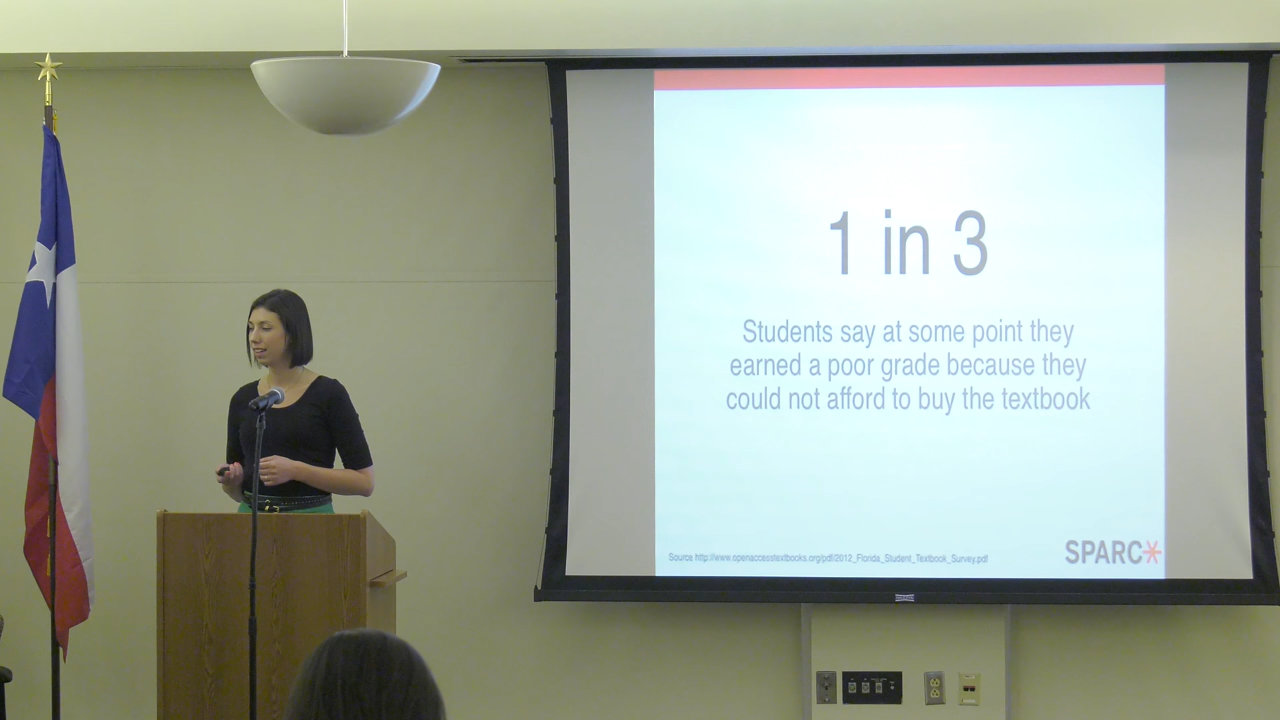 1 in 3
Students say at some point they
earned a poor grade because they
could not afford to buy the textbook
Source http://www.openaccesstextbooks.org/pdf/2012_Florida_Student_Textbook_Survey.pdf
SPARC